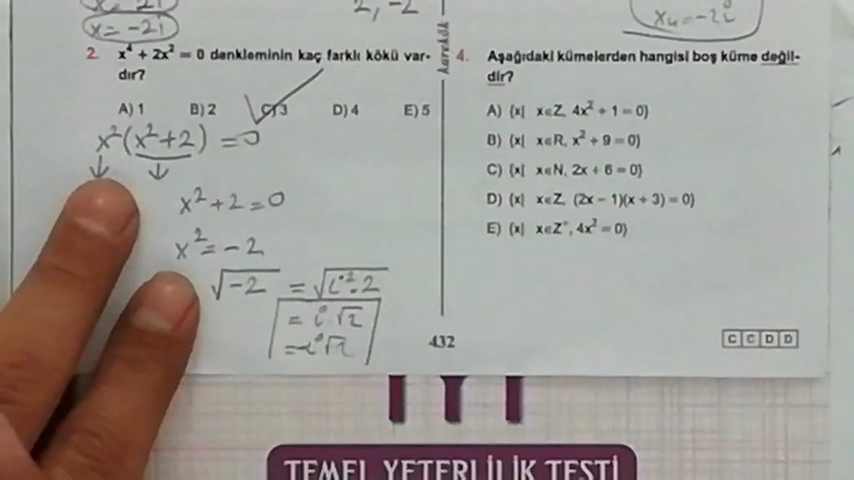 x = 2i
x = -2i
2. x⁴ + 2x² = 0 denkleminin kaç farklı kökü var-
dır?
A) 1 B) 2 C) 3 D) 4 E) 5
x²(x²+2) = 0
x²+2=0
x² = -2
√-2 = √i².2
= i√2
= -i√2
2, -2
Karekök
x₄ = -2i
4. Aşağıdaki kümelerden hangisi boş küme değil-
dir?
A) {x| x∈Z, 4x² + 1 = 0}
B) {x| x∈R, x² + 9 = 0}
C) {x| x∈N, 2x + 6 = 0}
D) {x| x∈Z, (2x - 1)(x + 3) = 0}
E) {x| x∈Z⁺, 4x² = 0}
432
C C D D
TEMEL YETERLİLİK TESTİ